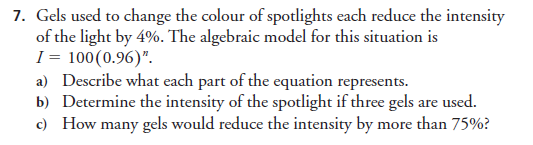 7. Gels used to change the colour of spotlights each reduce the intensity
of the light by 4%. The algebraic model for this situation is
I = 100(0.96)ⁿ.
a) Describe what each part of the equation represents.
b) Determine the intensity of the spotlight if three gels are used.
c) How many gels would reduce the intensity by more than 75%?